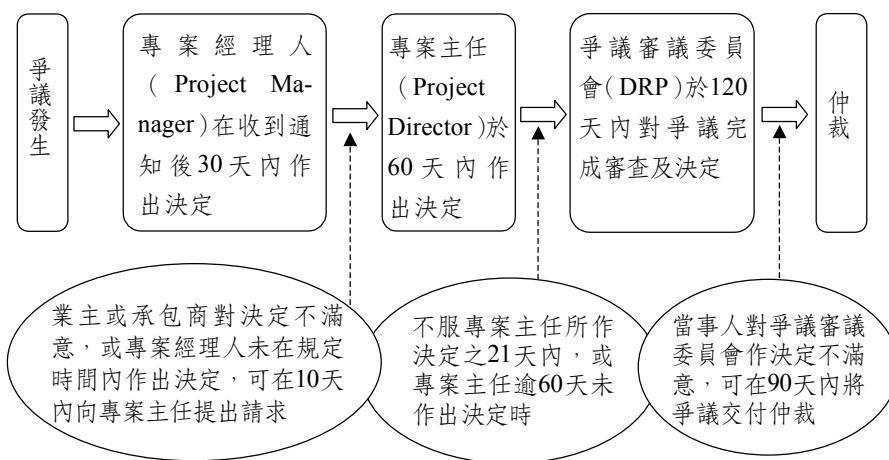 爭議發生
專案經理人
（Project Ma-
nager）在收到通
知後30天內作
出決定
專案主任
（Project
Director）於
60天內作
出決定
爭議審議委員
會（DRP）於120
天內對爭議完
成審查及決定
仲裁
業主或承包商對決定不滿
意，或專案經理人未在規定
時間內作出決定，可在10天
內向專案主任提出請求
不服專案主任所作
決定之21天內，或
專案主任逾60天未
作出決定時
當事人對爭議審議
委員會作決定不滿
意，可在90天內將
爭議交付仲裁